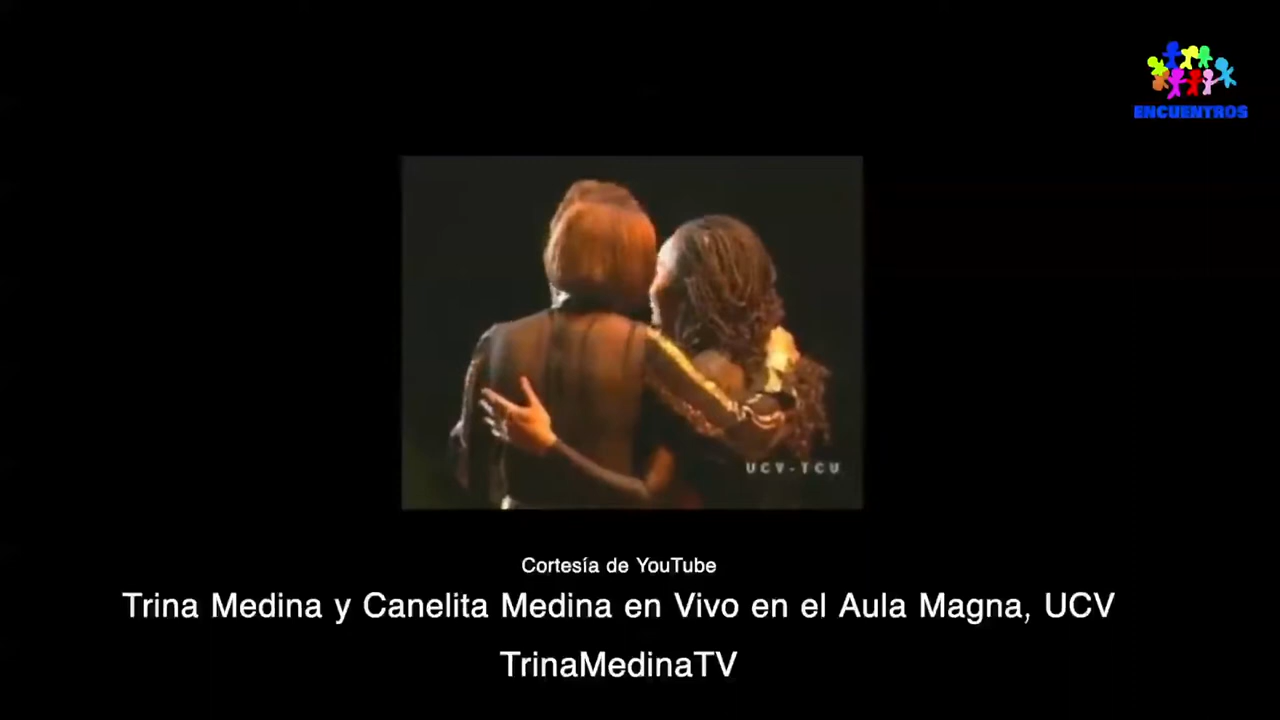 ENCUENTROS
UCV-TCU
Cortesía de YouTube
Trina Medina y Canelita Medina en Vivo en el Aula Magna, UCV
TrinaMedinaTV